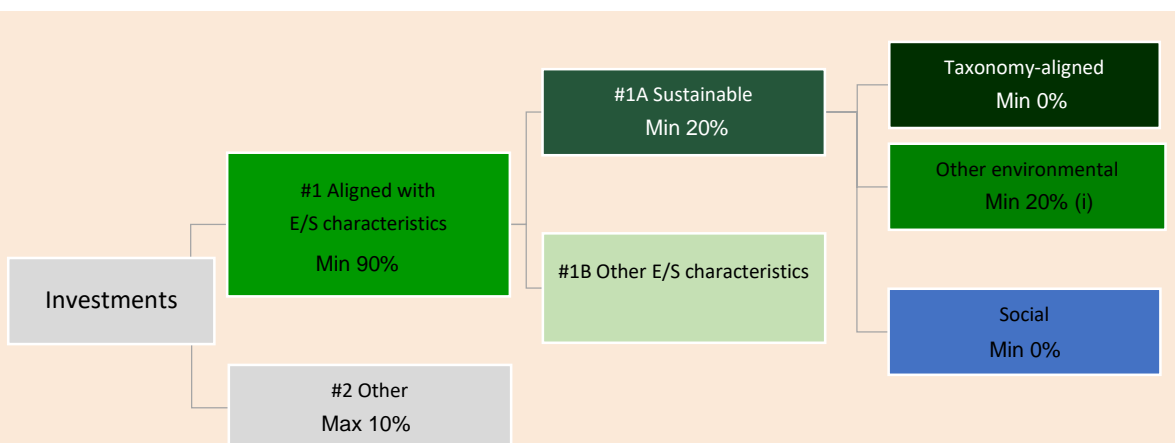 Investments
#1 Aligned with
E/S characteristics
Min 90%
#2 Other
Max 10%
#1A Sustainable
Min 20%
#1B Other E/S characteristics
Taxonomy-aligned
Min 0%
Other environmental
Min 20% (i)
Social
Min 0%